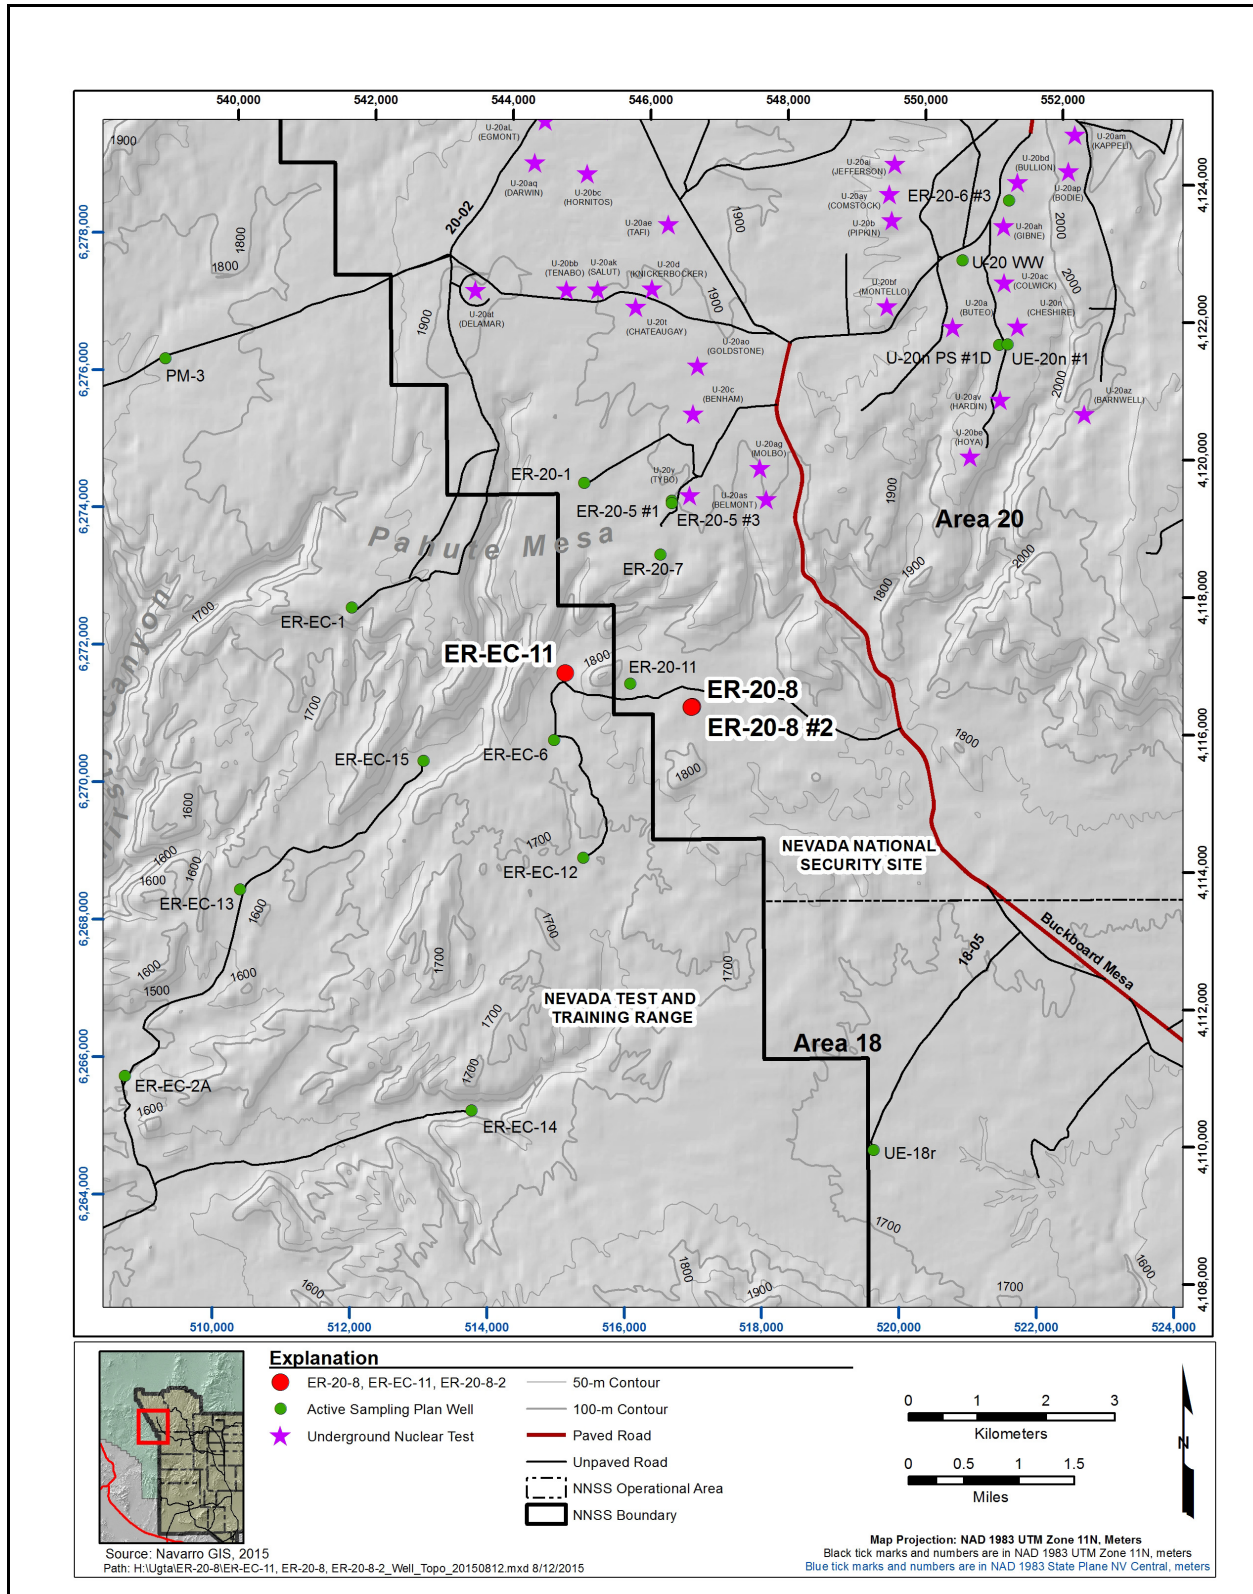 540,000
542,000
544,000
546,000
548,000
550,000
552,000
1900
U-20aL
(EGMONT)
U-20aq
(DARWIN)
U-20bc
(HORNITOS)
20-02
U-20ae
(TAFI)
1900
U-20ai
(JEFFERSON)
U-20ay
(COMSTOCK)
U-20b
(PIPKIN)
ER-20-6 #3
U-20bd
(BULLION)
U-20am
(KAPPELI)
U-20ap
(BODIE)
U-20ah
(GIBNE)
2000
4,124,000
6,278,000
1800
1800
U-20bb
(TENABO)
U-20ak
(SALUT)
U-20d
(KNICKERBOCKER)
U-20 WW
U-20ac
(COLWICK)
2000
U-20bf
(MONTELLO)
U-20at
(DELAMAR)
U-20t
(CHATEAUGAY)
1900
1900
U-20a
(BUTEO)
U-20n
(CHESHIRE)
4,122,000
U-20ao
(GOLDSTONE)
U-20n PS #1D
UE-20n #1
6,276,000
PM-3
U-20c
(BENHAM)
U-20av
(HARDIN)
2000
U-20az
(BARNWELL)
U-20be
(HOYA)
U-20ag
(MOLBO)
4,120,000
ER-20-1
U-20y
(TYBO)
U-20as
(BELMONT)
1900
6,274,000
ER-20-5 #1
ER-20-5 #3
Area 20
Pahute Mesa
ER-20-7
2000
1900
1800
4,118,000
1700
ER-EC-1
Canyon
6,272,000
ER-EC-11
1800
ER-20-11
ER-20-8
ER-20-8 #2
1700
1800
4,116,000
ER-EC-15
ER-EC-6
1800
6,270,000
1600
1700
NEVADA NATIONAL
SECURITY SITE
1600
1600
1600
ER-EC-12
4,114,000
ER-EC-13
1600
6,268,000
1700
Buckboard Mesa
18-05
1700
1700
1600
1600
1500
NEVADA TEST AND
TRAINING RANGE
1700
4,112,000
Area 18
6,266,000
1700
ER-EC-2A
1600
ER-EC-14
UE-18r
4,110,000
6,264,000
1700
1800
1900
1600
1700
1600
4,108,000
510,000
512,000
514,000
516,000
518,000
520,000
522,000
524,000
Explanation
ER-20-8, ER-EC-11, ER-20-8-2
Active Sampling Plan Well
Underground Nuclear Test
50-m Contour
100-m Contour
Paved Road
Unpaved Road
NNSS Operational Area
NNSS Boundary
0 1 2 3
Kilometers
0 0.5 1 1.5
Miles
N
Source: Navarro GIS, 2015
Path: H:\Ugta\ER-20-8\ER-EC-11, ER-20-8, ER-20-8-2_Well_Topo_20150812.mxd 8/12/2015
Map Projection: NAD 1983 UTM Zone 11N, Meters
Black tick marks and numbers are in NAD 1983 UTM Zone 11N, meters
Blue tick marks and numbers are in NAD 1983 State Plane NV Central, meters